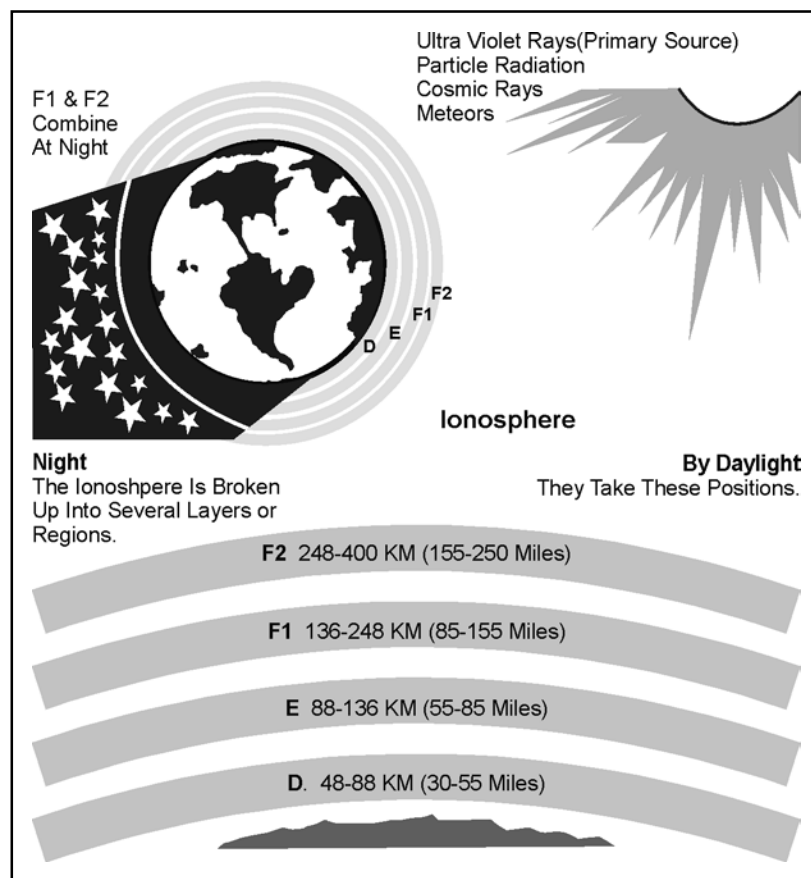 Ultra Violet Rays(Primary Source)
Particle Radiation
Cosmic Rays
Meteors
F1 & F2
Combine
At Night
F2
F1
E
D
Ionosphere
Night
The Ionoshpere Is Broken
Up Into Several Layers or
Regions.
By Daylight
They Take These Positions.
F2 248-400 KM (155-250 Miles)
F1 136-248 KM (85-155 Miles)
E 88-136 KM (55-85 Miles)
D. 48-88 KM (30-55 Miles)